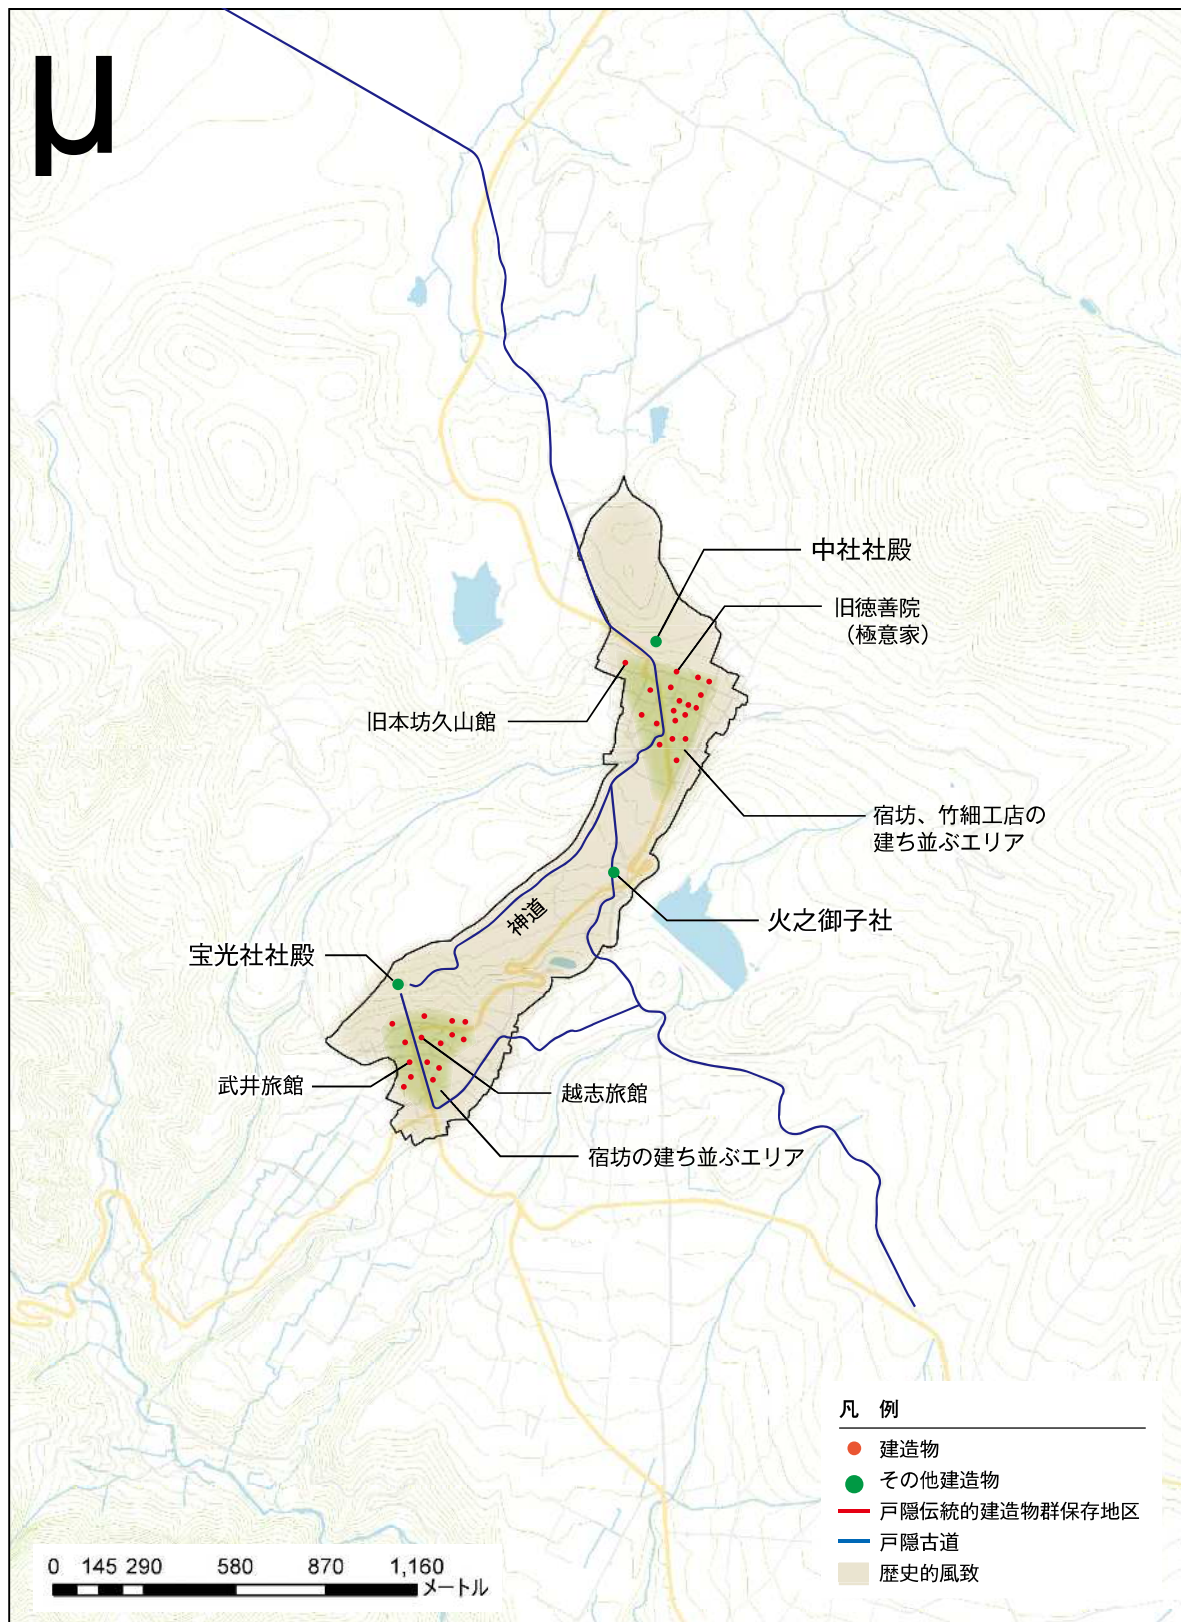 μ
中社社殿
旧徳善院
（極意家）
旧本坊久山館
宿坊、竹細工店の
建ち並ぶエリア
火之御子社
神道
宝光社社殿
武井旅館
越志旅館
宿坊の建ち並ぶエリア
凡　例
建造物
その他建造物
戸隠伝統的建造物群保存地区
戸隠古道
歴史的風致
0 145 290 580 870 1,160
メートル